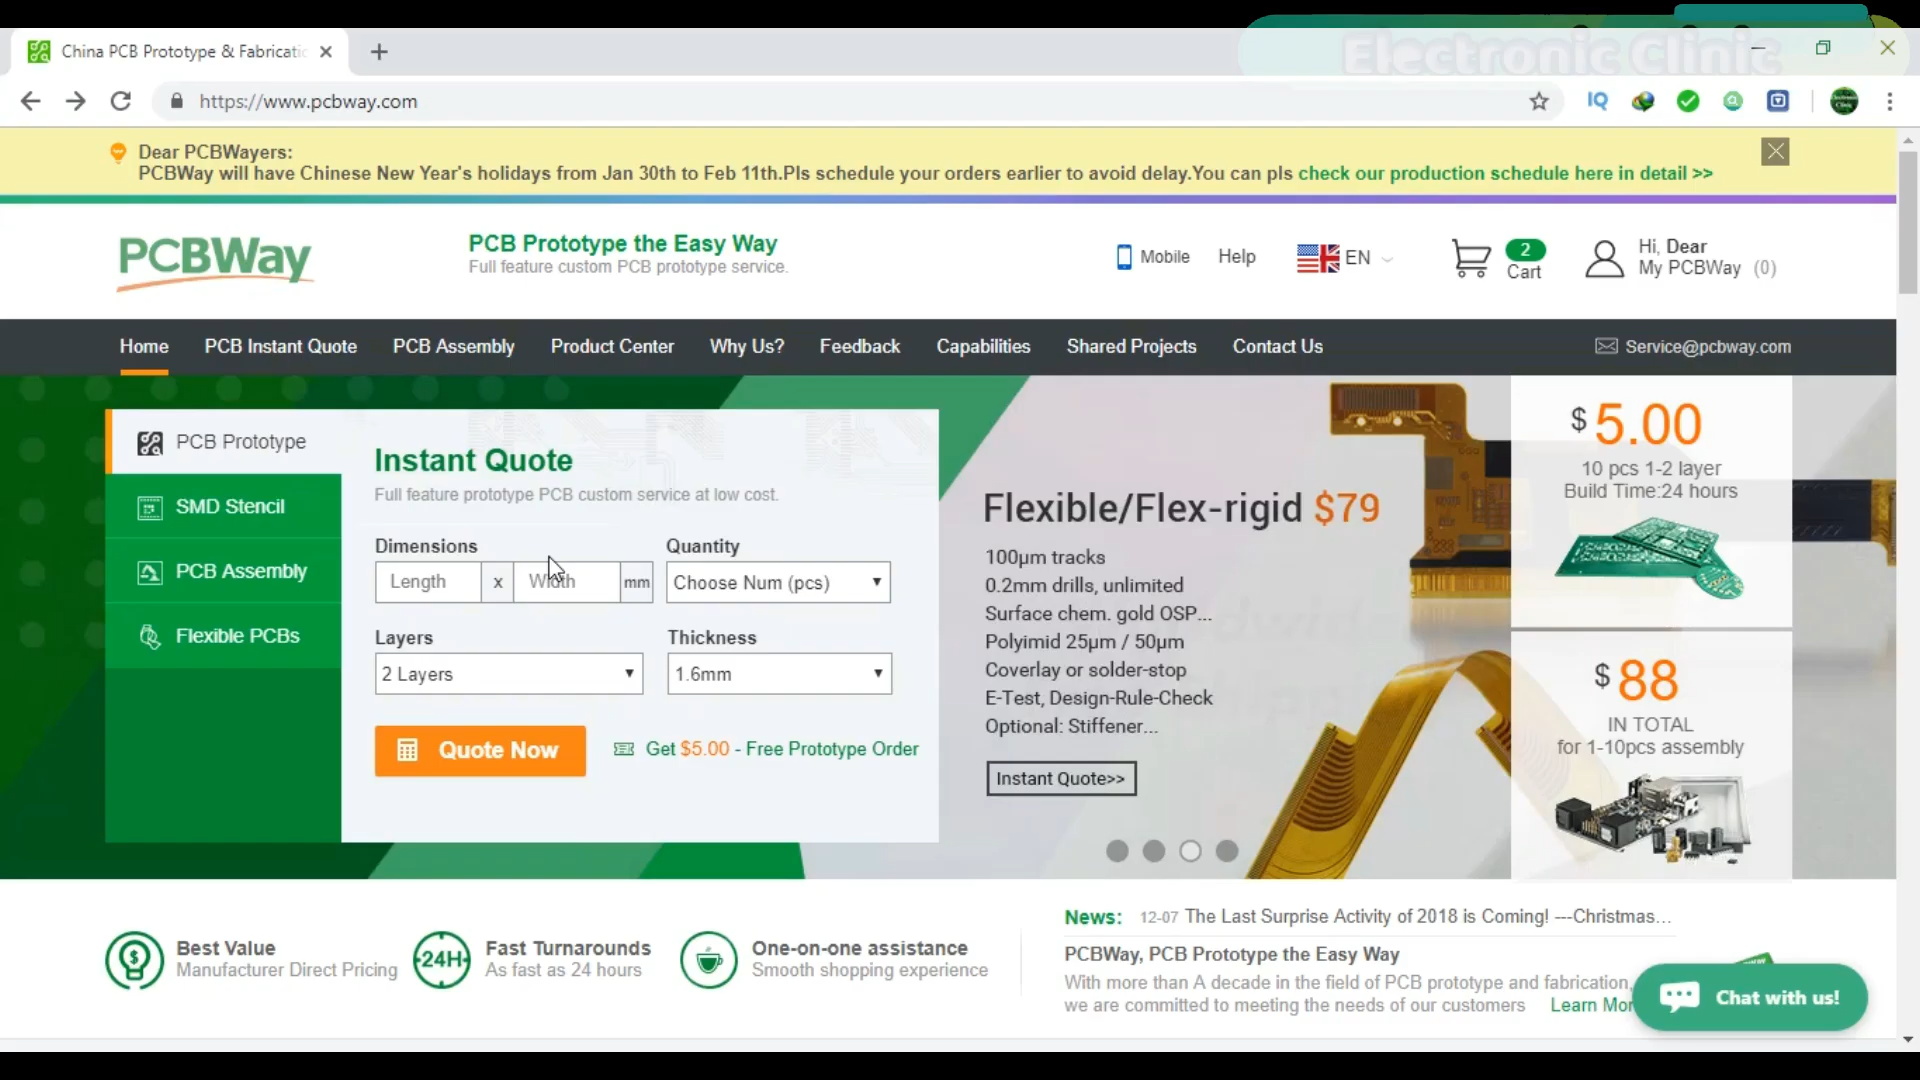 Electronic Clinic
China PCB Prototype & Fabricatic
https://www.pcbway.com
IQ
Dear PCBWayers:
PCBWay will have Chinese New Year's holidays from Jan 30th to Feb 11th.Pls schedule your orders earlier to avoid delay.You can pls check our production schedule here in detail >>
PCBWay
PCB Prototype the Easy Way
Full feature custom PCB prototype service.
Mobile
Help
EN
2
Cart
Hi, Dear
My PCBWay (0)
Home
PCB Instant Quote
PCB Assembly
Product Center
Why Us?
Feedback
Capabilities
Shared Projects
Contact Us
Service@pcbway.com
PCB Prototype
SMD Stencil
PCB Assembly
Flexible PCBs
Instant Quote
Full feature prototype PCB custom service at low cost.
Dimensions
Quantity
Length x Width mm
Choose Num (pcs)
Layers
Thickness
2 Layers
1.6mm
Quote Now
Get $5.00 - Free Prototype Order
Flexible/Flex-rigid $79
100µm tracks
0.2mm drills, unlimited
Surface chem. gold OSP...
Polyimid 25µm / 50µm
Coverlay or solder-stop
E-Test, Design-Rule-Check
Optional: Stiffener...
Instant Quote>>
$ 5.00
10 pcs 1-2 layer
Build Time:24 hours
$ 88
IN TOTAL
for 1-10pcs assembly
Best Value
Manufacturer Direct Pricing
24H
Fast Turnarounds
As fast as 24 hours
One-on-one assistance
Smooth shopping experience
News: 12-07 The Last Surprise Activity of 2018 is Coming! ---Christmas...
PCBWay, PCB Prototype the Easy Way
With more than A decade in the field of PCB prototype and fabrication,
we are committed to meeting the needs of our customers Learn Mor
Chat with us!